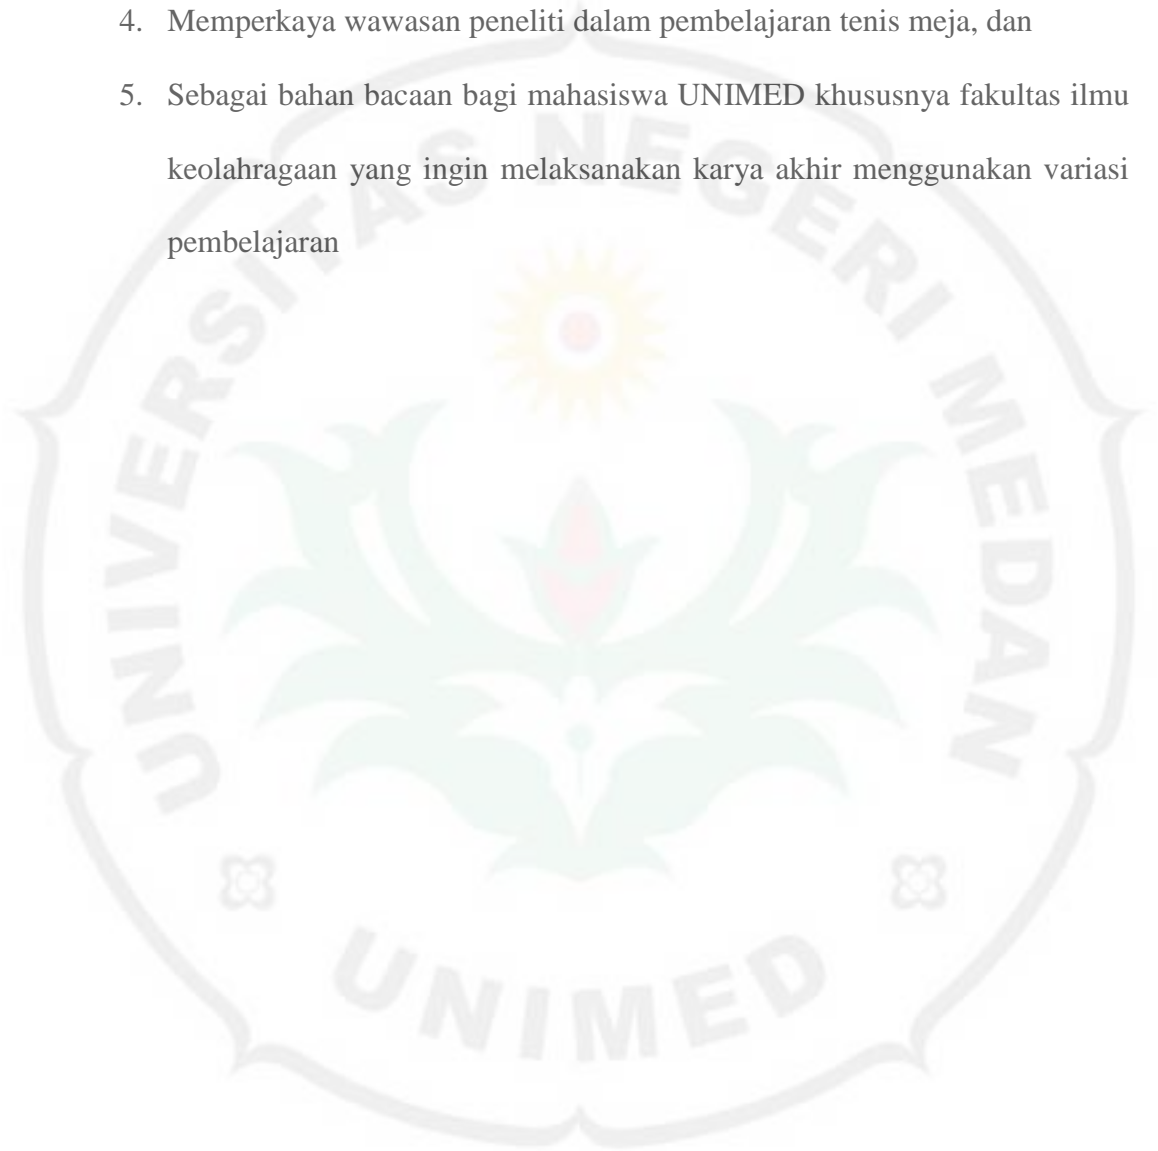 4. Memperkaya wawasan peneliti dalam pembelajaran tenis meja, dan
5. Sebagai bahan bacaan bagi mahasiswa UNIMED khususnya fakultas ilmu
keolahragaan yang ingin melaksanakan karya akhir menggunakan variasi
pembelajaran
UNIVERSITAS NEGERI MEDAN
UNIMED